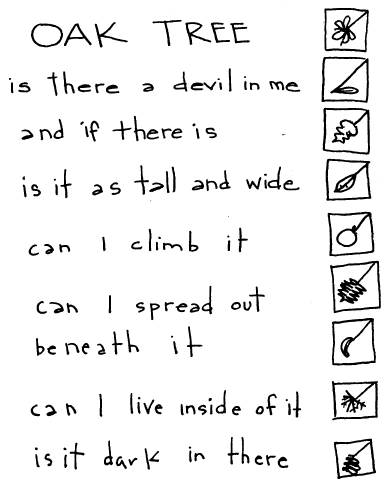 OAK TREE
is there a devil in me
and if there is
is it as tall and wide
can I climb it
can I spread out
beneath it
can I live inside of it
is it dark in there